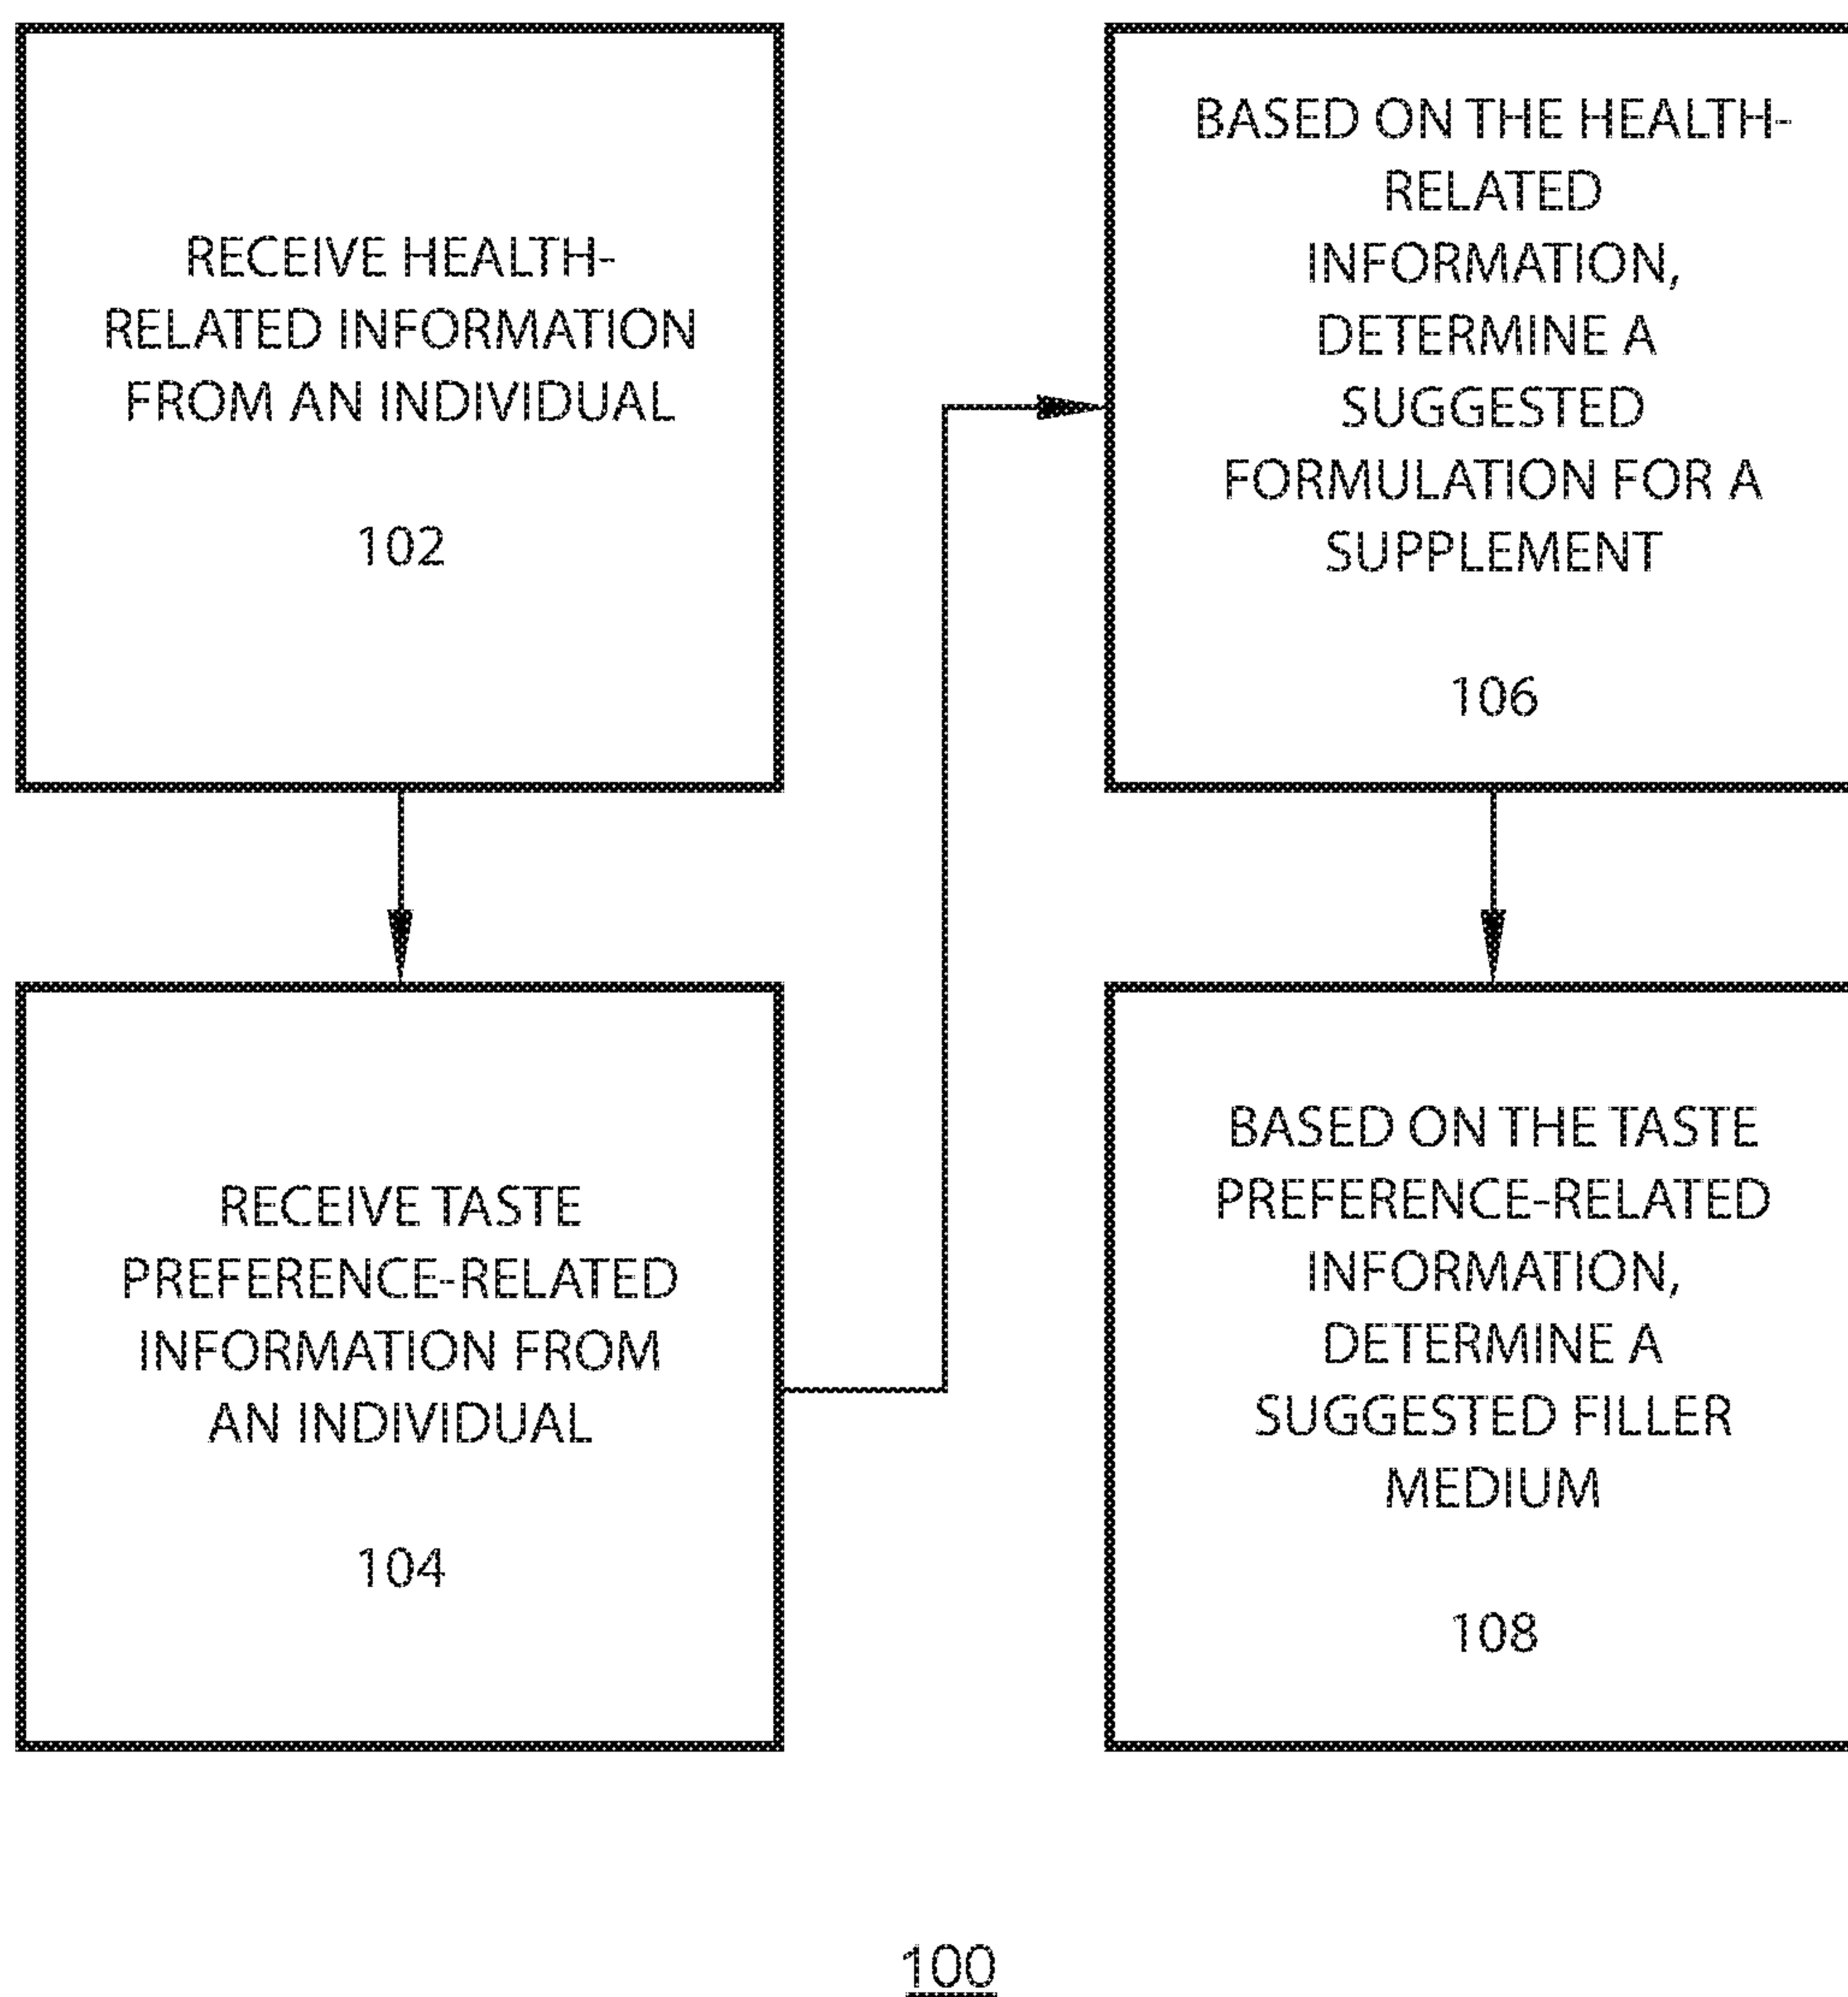 RECEIVE HEALTH-
RELATED INFORMATION
FROM AN INDIVIDUAL
102
RECEIVE TASTE
PREFERENCE-RELATED
INFORMATION FROM
AN INDIVIDUAL
104
BASED ON THE HEALTH-
RELATED
INFORMATION,
DETERMINE A
SUGGESTED
FORMULATION FOR A
SUPPLEMENT
106
BASED ON THE TASTE
PREFERENCE-RELATED
INFORMATION,
DETERMINE A
SUGGESTED FILLER
MEDIUM
108
100